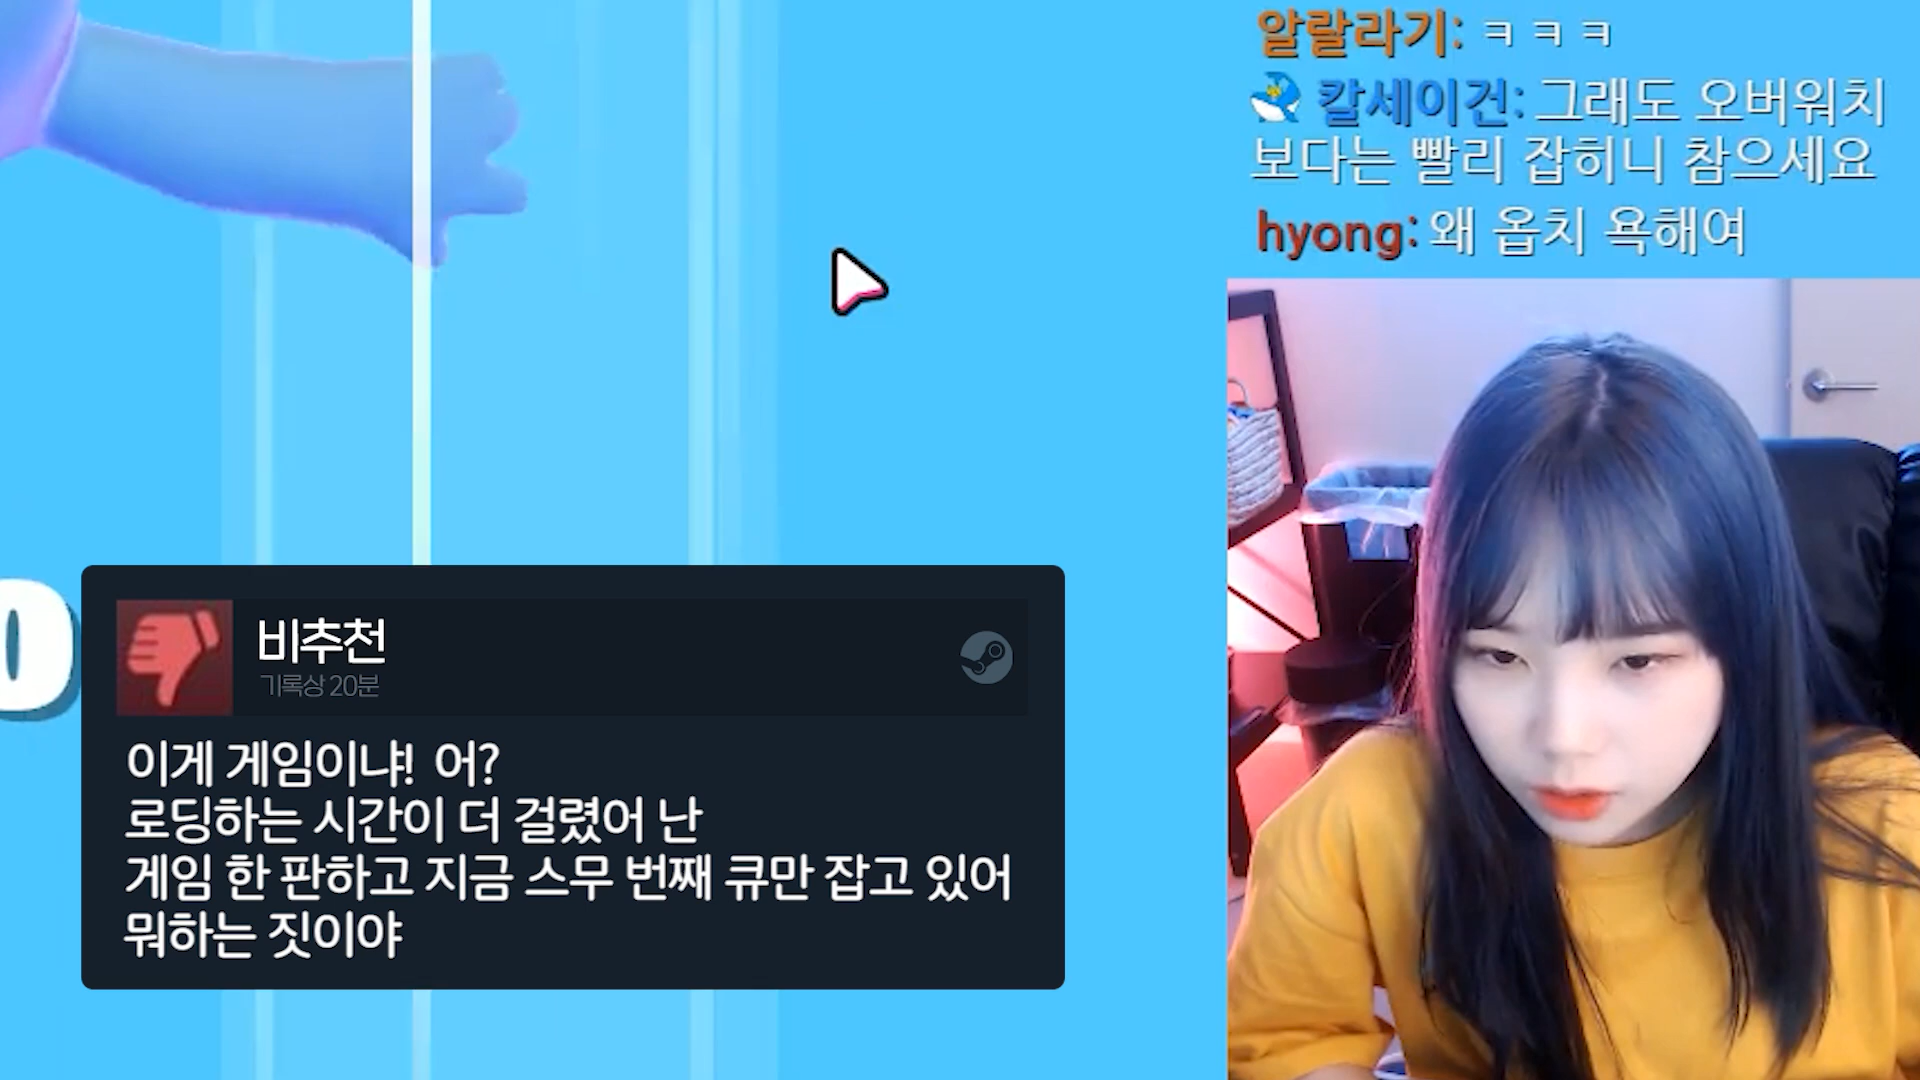 알랄라기: ㅋㅋㅋ
칼세이건: 그래도 오버워치
보다는 빨리 잡히니 참으세요
hyong: 왜 옵치 욕해여
비추천
기록상 20분
이게 게임이냐! 어?
로딩하는 시간이 더 걸렸어 난
게임 한 판하고 지금 스무 번째 큐만 잡고 있어
뭐하는 짓이야